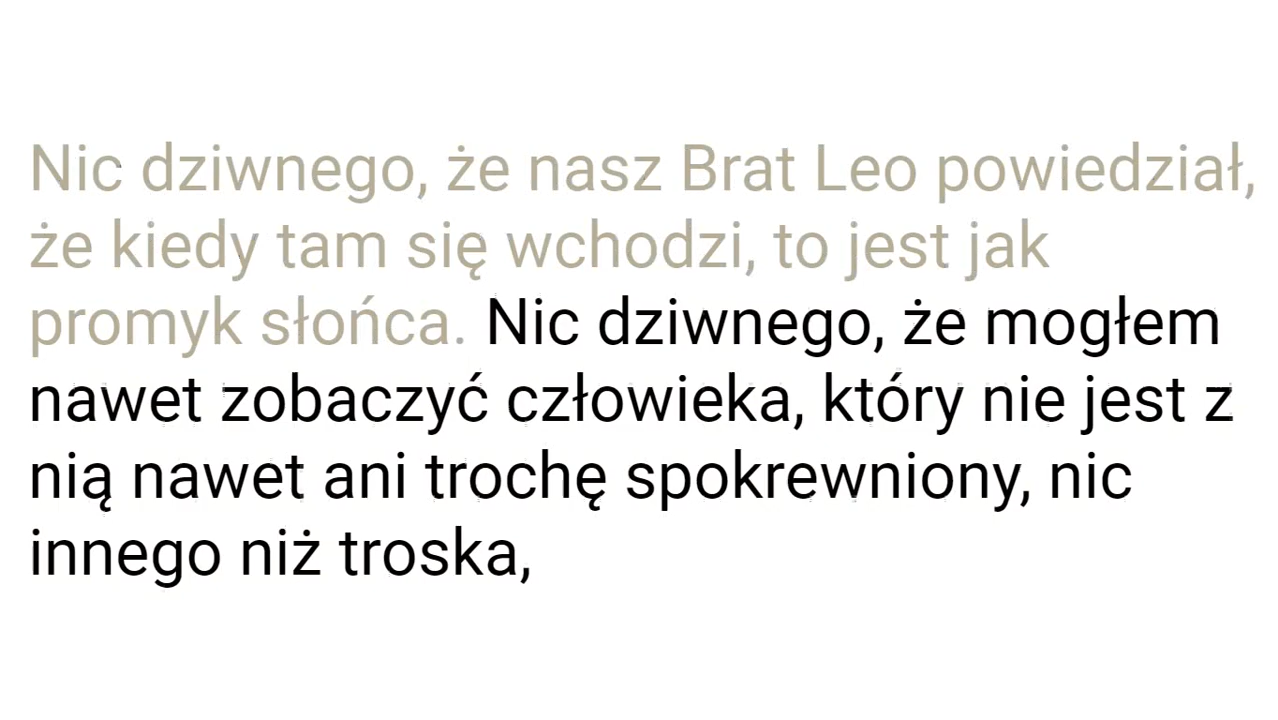 Nic dziwnego, że nasz Brat Leo powiedział,
że kiedy tam się wchodzi, to jest jak
promyk słońca. Nic dziwnego, że mogłem
nawet zobaczyć człowieka, który nie jest z
nią nawet ani trochę spokrewniony, nic
innego niż troska,